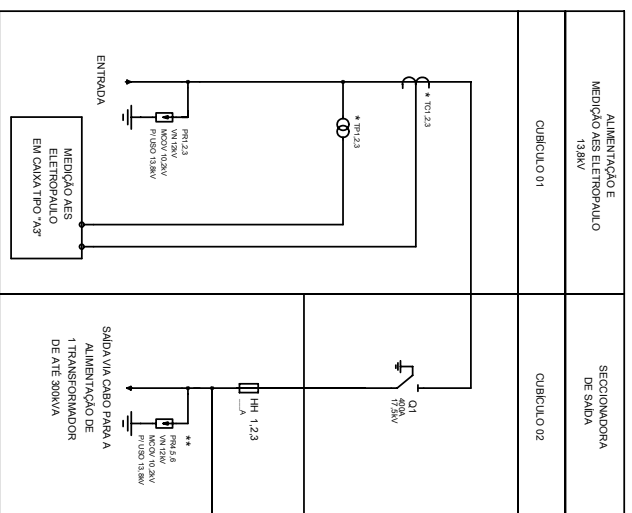 ALIMENTAÇÃO E
MEDIÇÃO AES ELETROPAULO
13,8kV
CUBÍCULO 01
* TC1,2,3
* TP1,2,3
ENTRADA
PR1,2,3
VN 12kV
MCOV 10,2kV
P/ USO 13,8kV
MEDIÇÃO AES
ELETROPAULO
EM CAIXA TIPO "A3"
SECCIONADORA
DE SAÍDA
CUBÍCULO 02
Q1
400A
17,5kV
HH 1,2,3
__A
SAÍDA VIA CABO PARA A
ALIMENTAÇÃO DE
1 TRANSFORMADOR
DE ATÉ 300kVA
**
PR4,5,6
VN 12kV
MCOV 10,2kV
P/ USO 13,8kV